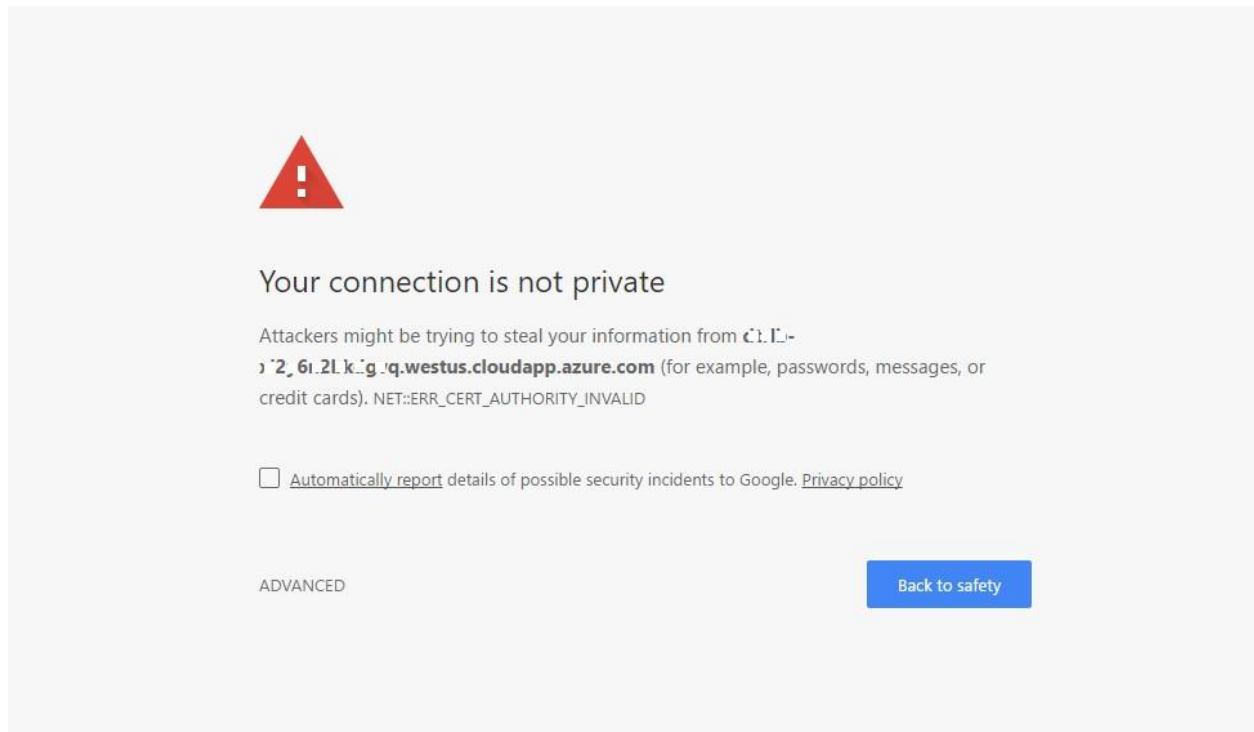 Your connection is not private
Attackers might be trying to steal your information from
westus.cloudapp.azure.com (for example, passwords, messages, or
credit cards). NET::ERR_CERT_AUTHORITY_INVALID
Automatically report details of possible security incidents to Google. Privacy policy
ADVANCED
Back to safety